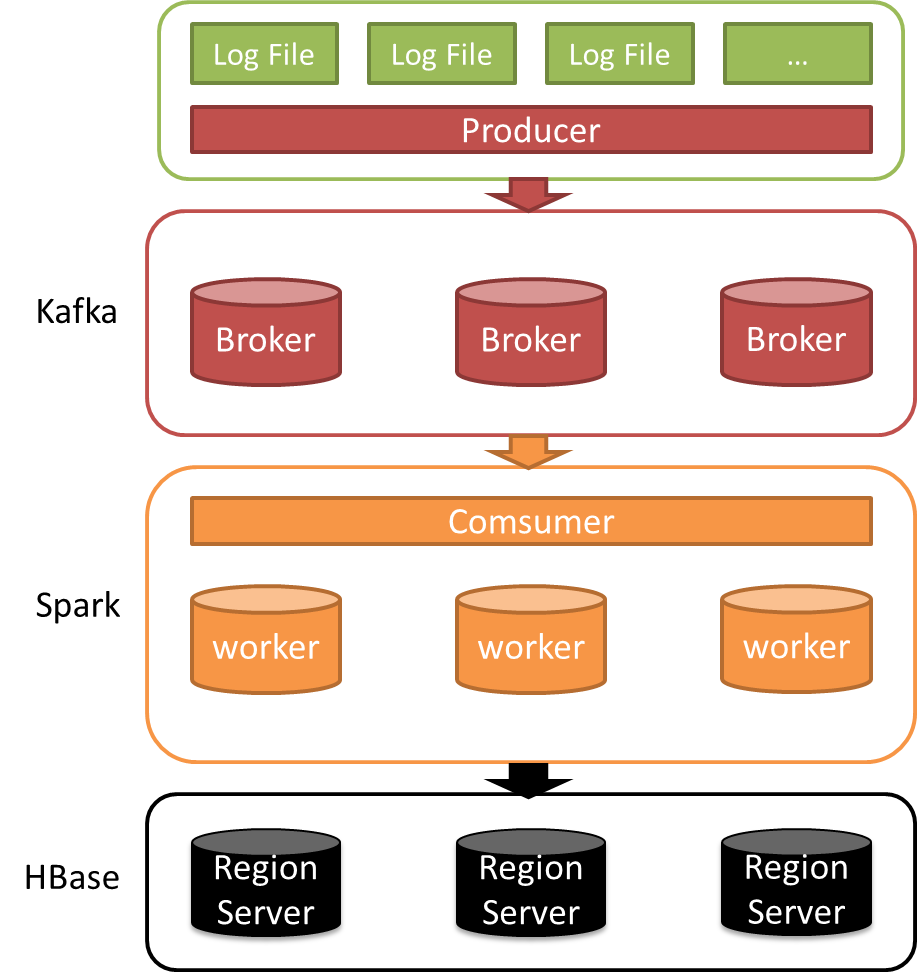 Log File
Log File
Log File
...
Producer
Kafka
Broker
Broker
Broker
Comsumer
Spark
worker
worker
worker
HBase
Region
Server
Region
Server
Region
Server